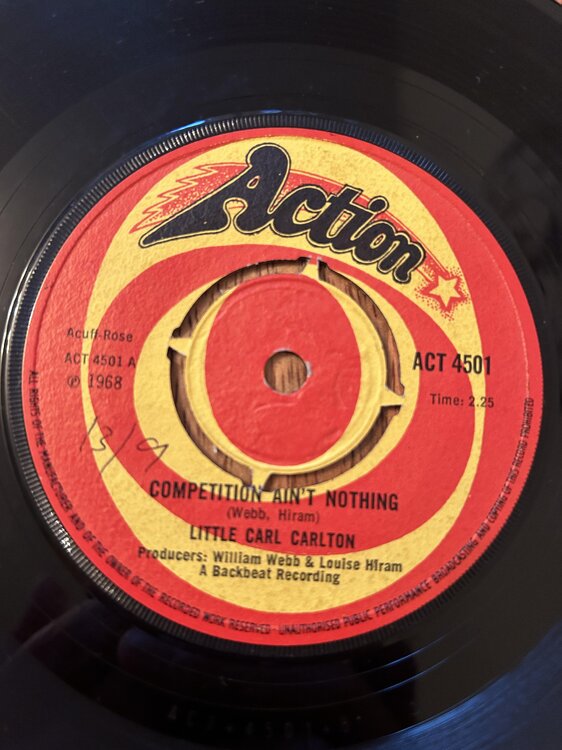 Action
Acuff-Rose
ACT 4501 A
℗ 1968
ACT 4501
Time: 2.25
13/9
COMPETITION AIN'T NOTHING
(Webb, Hiram)
LITTLE CARL CARLTON
Producers: William Webb & Louise Hiram
A Backbeat Recording
ALL RIGHTS OF THE MANUFACTURER AND OF THE OWNER OF THE RECORDED WORK RESERVED - UNAUTHORISED PUBLIC PERFORMANCE BROADCASTING AND COPYING OF THIS RECORD PROHIBITED